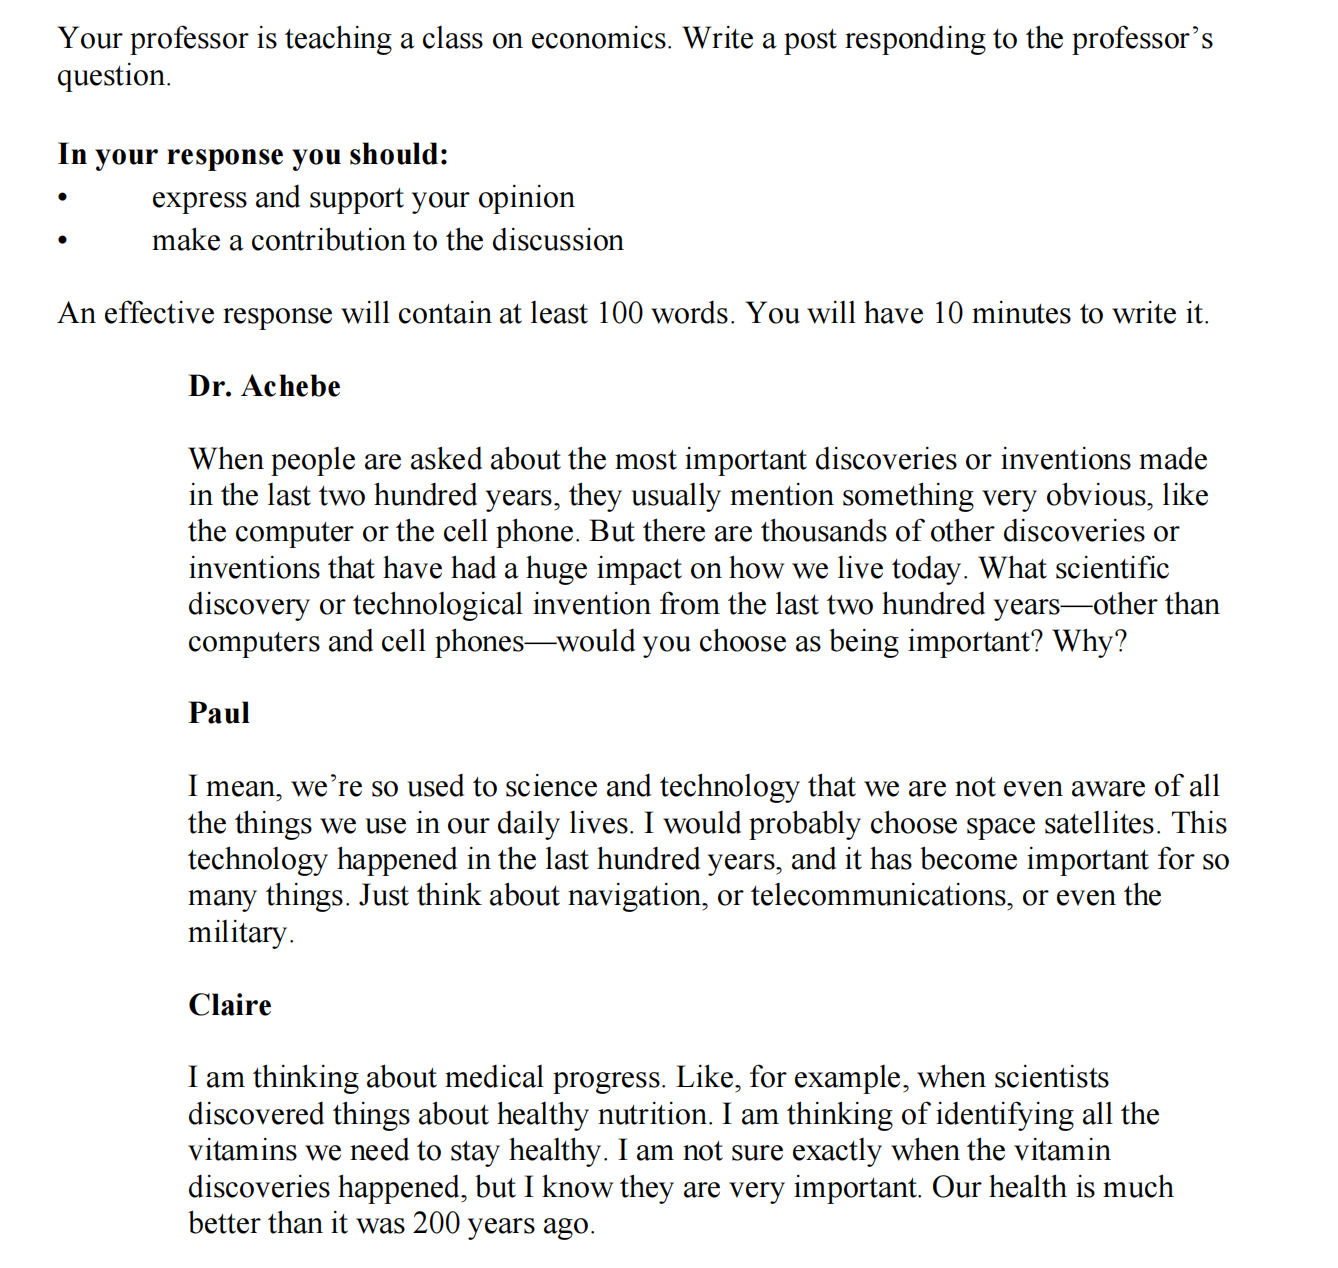 Your professor is teaching a class on economics. Write a post responding to the professor’s
question.
In your response you should:
• express and support your opinion
• make a contribution to the discussion
An effective response will contain at least 100 words. You will have 10 minutes to write it.
Dr. Achebe
When people are asked about the most important discoveries or inventions made
in the last two hundred years, they usually mention something very obvious, like
the computer or the cell phone. But there are thousands of other discoveries or
inventions that have had a huge impact on how we live today. What scientific
discovery or technological invention from the last two hundred years—other than
computers and cell phones—would you choose as being important? Why?
Paul
I mean, we’re so used to science and technology that we are not even aware of all
the things we use in our daily lives. I would probably choose space satellites. This
technology happened in the last hundred years, and it has become important for so
many things. Just think about navigation, or telecommunications, or even the
military.
Claire
I am thinking about medical progress. Like, for example, when scientists
discovered things about healthy nutrition. I am thinking of identifying all the
vitamins we need to stay healthy. I am not sure exactly when the vitamin
discoveries happened, but I know they are very important. Our health is much
better than it was 200 years ago.